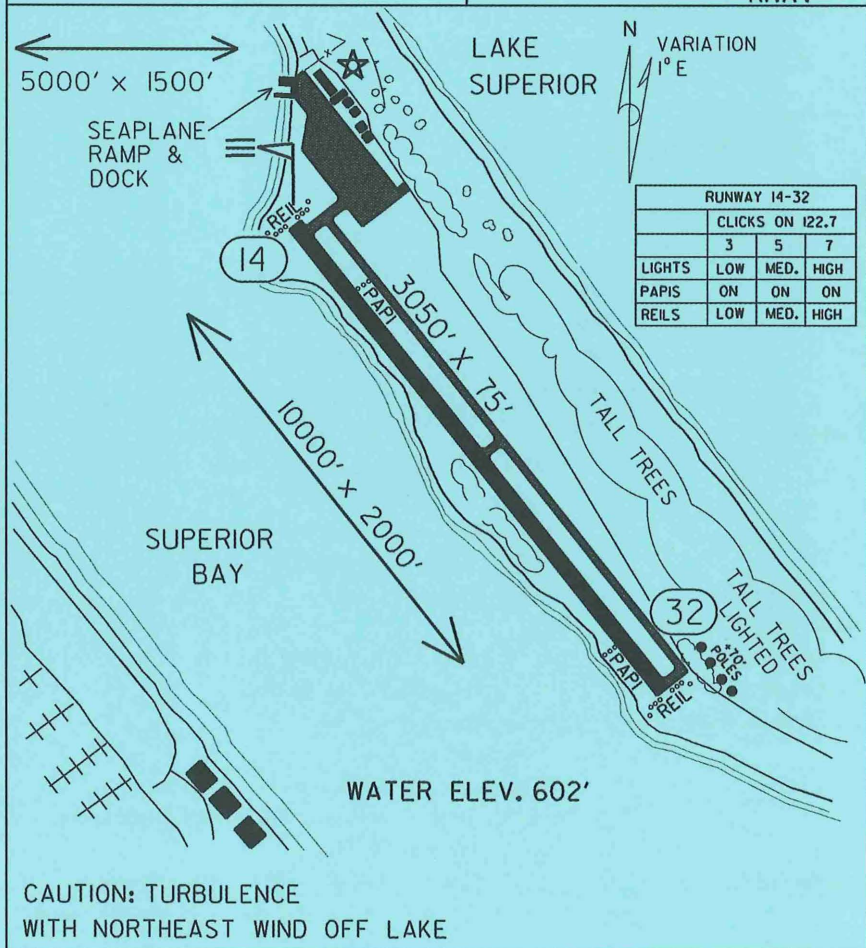 LAKE
SUPERIOR
N
VARIATION
1° E
5000' x 1500'
SEAPLANE
RAMP &
DOCK
RUNWAY 14-32
CLICKS ON 122.7
3 5 7
LIGHTS LOW MED. HIGH
PAPIS ON ON ON
REILS LOW MED. HIGH
REIL
14
PAPI
3050' X 75'
10000' x 2000'
TALL TREES
SUPERIOR
BAY
32
TALL TREES
LIGHTED
+70'
POLES
PAPI
REIL
WATER ELEV. 602'
CAUTION: TURBULENCE
WITH NORTHEAST WIND OFF LAKE